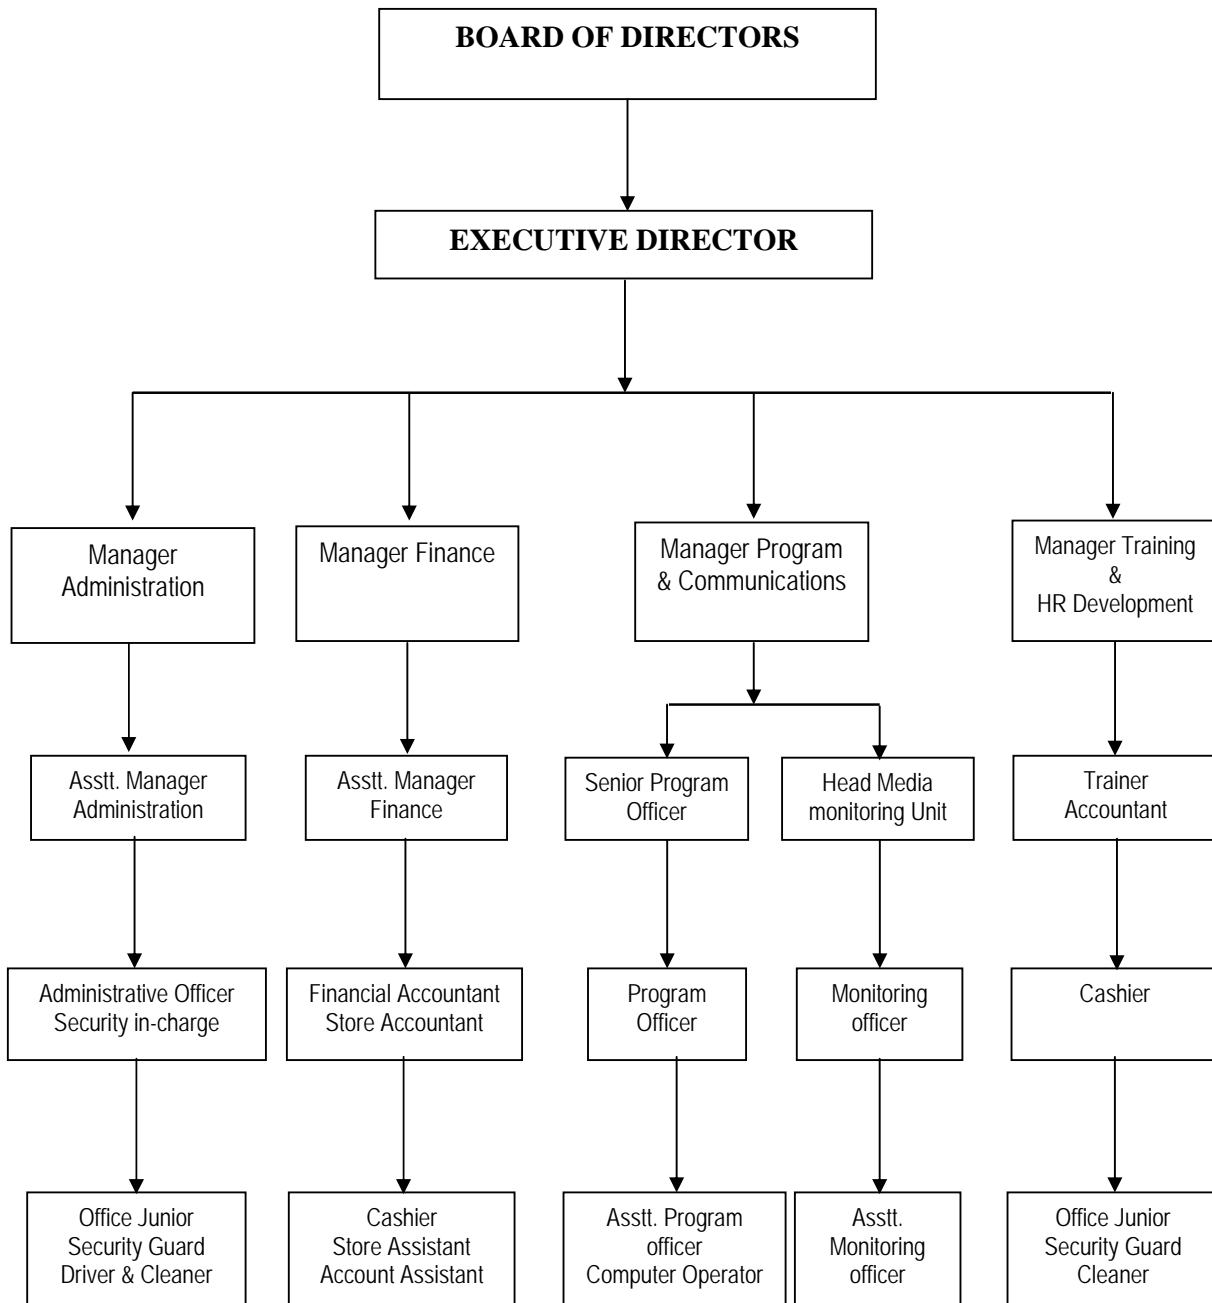 BOARD OF DIRECTORS
EXECUTIVE DIRECTOR
Manager
Administration
Manager Finance
Manager Program
& Communications
Manager Training
&
HR Development
Asstt. Manager
Administration
Asstt. Manager
Finance
Senior Program
Officer
Head Media
monitoring Unit
Trainer
Accountant
Administrative Officer
Security in-charge
Financial Accountant
Store Accountant
Program
Officer
Monitoring
officer
Cashier
Office Junior
Security Guard
Driver & Cleaner
Cashier
Store Assistant
Account Assistant
Asstt. Program
officer
Computer Operator
Asstt.
Monitoring
officer
Office Junior
Security Guard
Cleaner